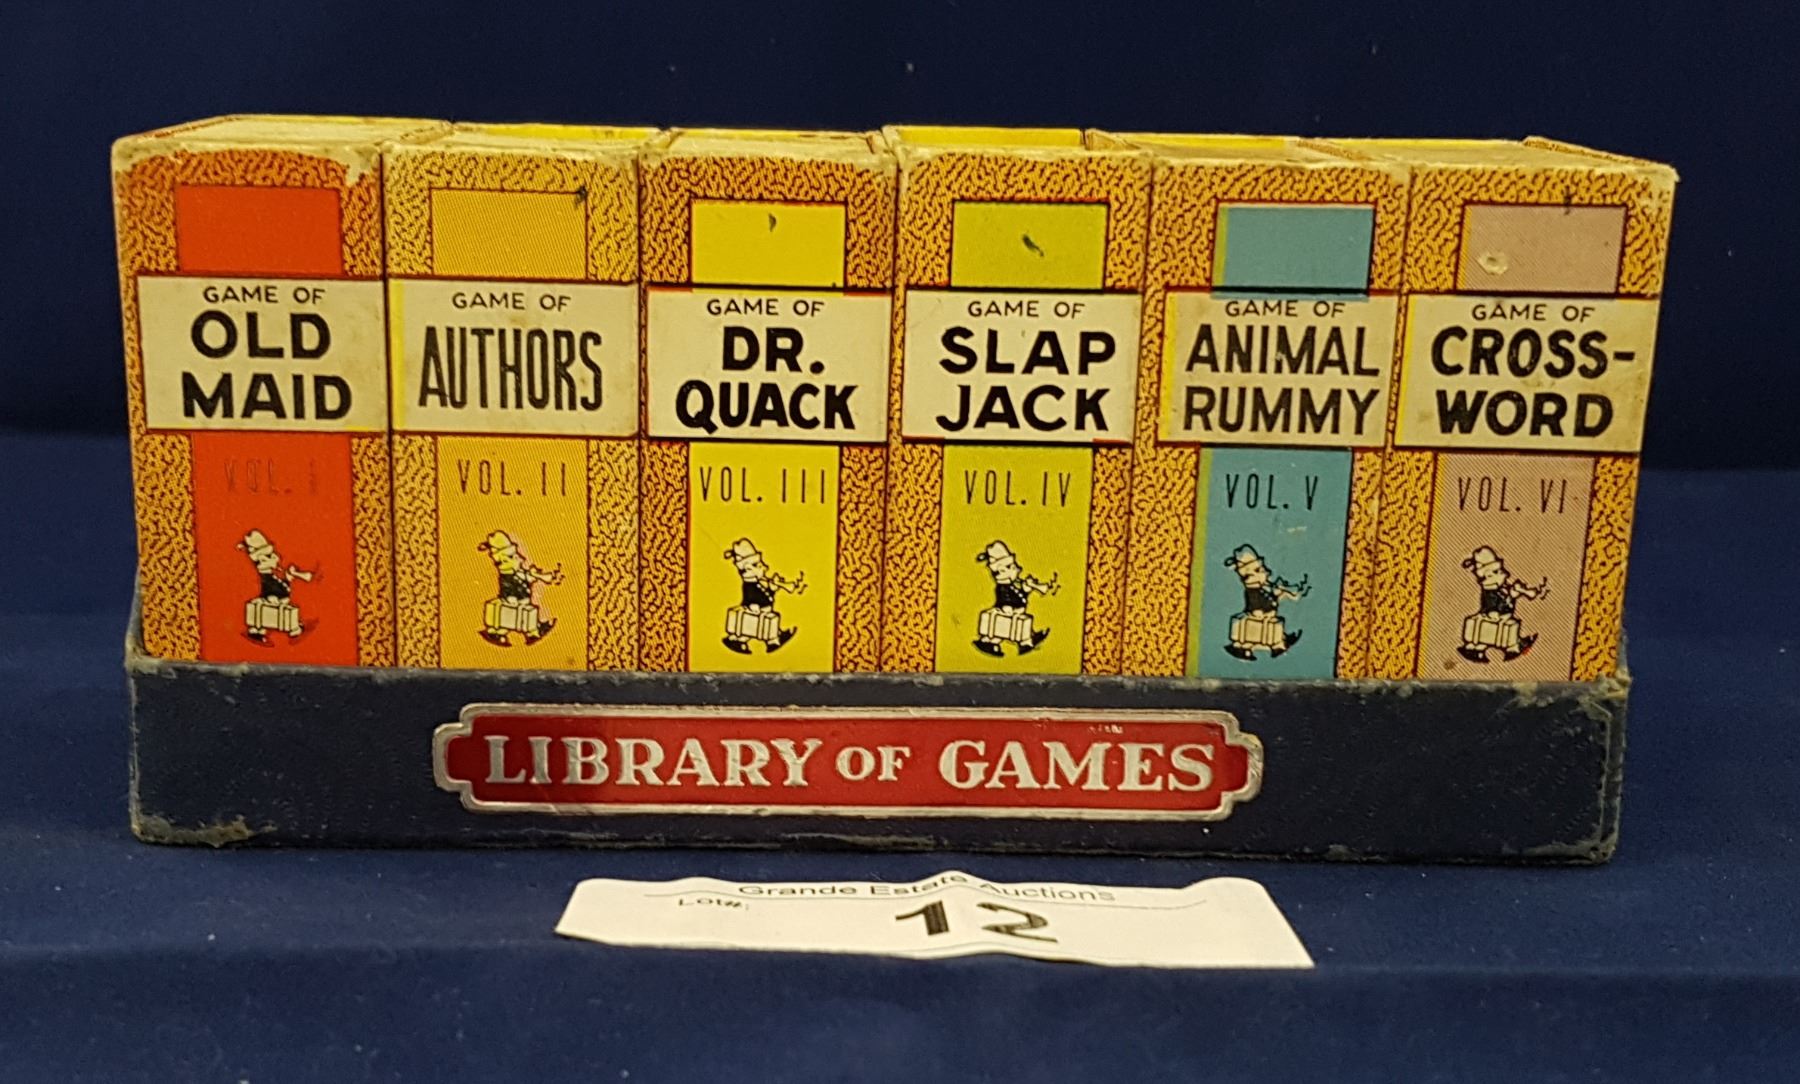 GAME OF
OLD
MAID
VOL. I
GAME OF
AUTHORS
VOL. II
GAME OF
DR.
QUACK
VOL. III
GAME OF
SLAP
JACK
VOL. IV
GAME OF
ANIMAL
RUMMY
VOL. V
GAME OF
CROSS-
WORD
VOL. VI
LIBRARY OF GAMES
Grande Estate Auctions
Lot#: 12